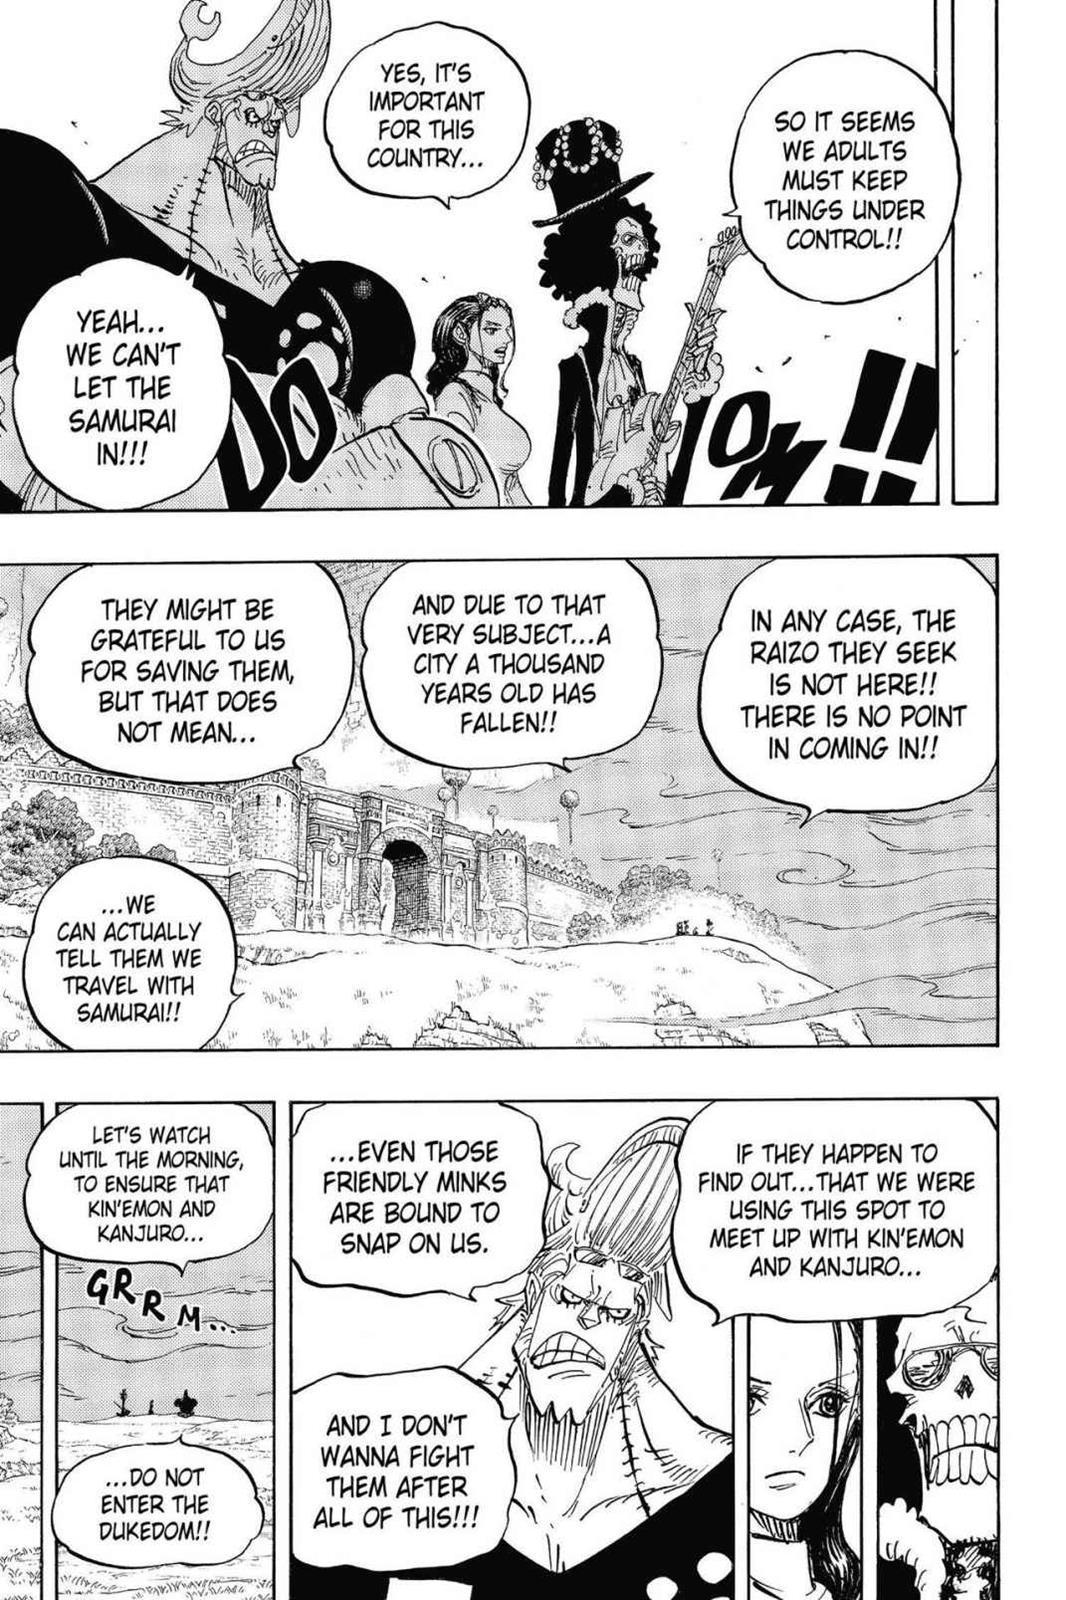 SO IT SEEMS
WE ADULTS
MUST KEEP
THINGS UNDER
CONTROL!!
YES, IT'S
IMPORTANT
FOR THIS
COUNTRY...
YEAH...
WE CAN'T
LET THE
SAMURAI
IN!!!
DOOM!!
IN ANY CASE, THE
RAIZO THEY SEEK
IS NOT HERE!!
THERE IS NO POINT
IN COMING IN!!
AND DUE TO THAT
VERY SUBJECT...A
CITY A THOUSAND
YEARS OLD HAS
FALLEN!!
THEY MIGHT BE
GRATEFUL TO US
FOR SAVING THEM,
BUT THAT DOES
NOT MEAN...
...WE
CAN ACTUALLY
TELL THEM WE
TRAVEL WITH
SAMURAI!!
IF THEY HAPPEN TO
FIND OUT...THAT WE WERE
USING THIS SPOT TO
MEET UP WITH KIN'EMON
AND KANJURO...
...EVEN THOSE
FRIENDLY MINKS
ARE BOUND TO
SNAP ON US.
AND I DON'T
WANNA FIGHT
THEM AFTER
ALL OF THIS!!!
LET'S WATCH
UNTIL THE MORNING,
TO ENSURE THAT
KIN'EMON AND
KANJURO...
GRRM...
...DO NOT
ENTER THE
DUKEDOM!!